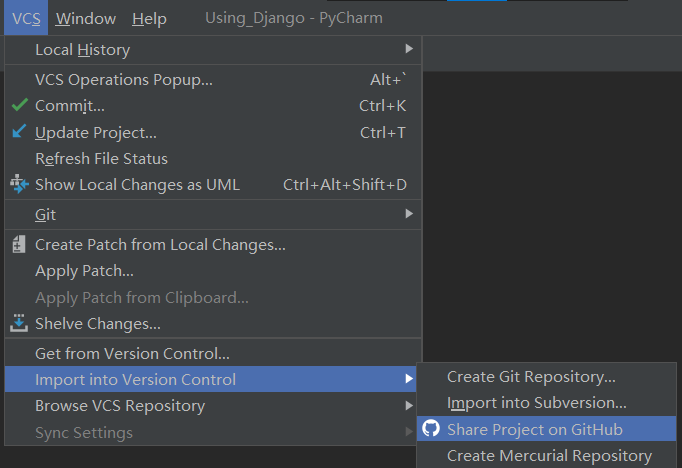 VCS Window Help Using_Django - PyCharm
Local History
VCS Operations Popup... Alt+`
Commit... Ctrl+K
Update Project... Ctrl+T
Refresh File Status
Show Local Changes as UML Ctrl+Alt+Shift+D
Git
Create Patch from Local Changes...
Apply Patch...
Apply Patch from Clipboard...
Shelve Changes...
Get from Version Control...
Import into Version Control
Browse VCS Repository
Sync Settings
Create Git Repository...
Import into Subversion...
Share Project on GitHub
Create Mercurial Repository